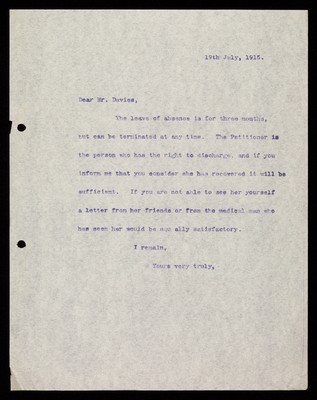 19th July, 1915.
Dear Mr. Davies,
The leave of absence is for three months,
but can be terminated at any time. The Petitioner is
the person who has the right to discharge, and if you
inform me that you consider she has recovered it will be
sufficient. If you are not able to see her yourself
a letter from her friends or from the medical man who
has seen her would be equ ally satisfactory.
I remain,
Yours very truly,